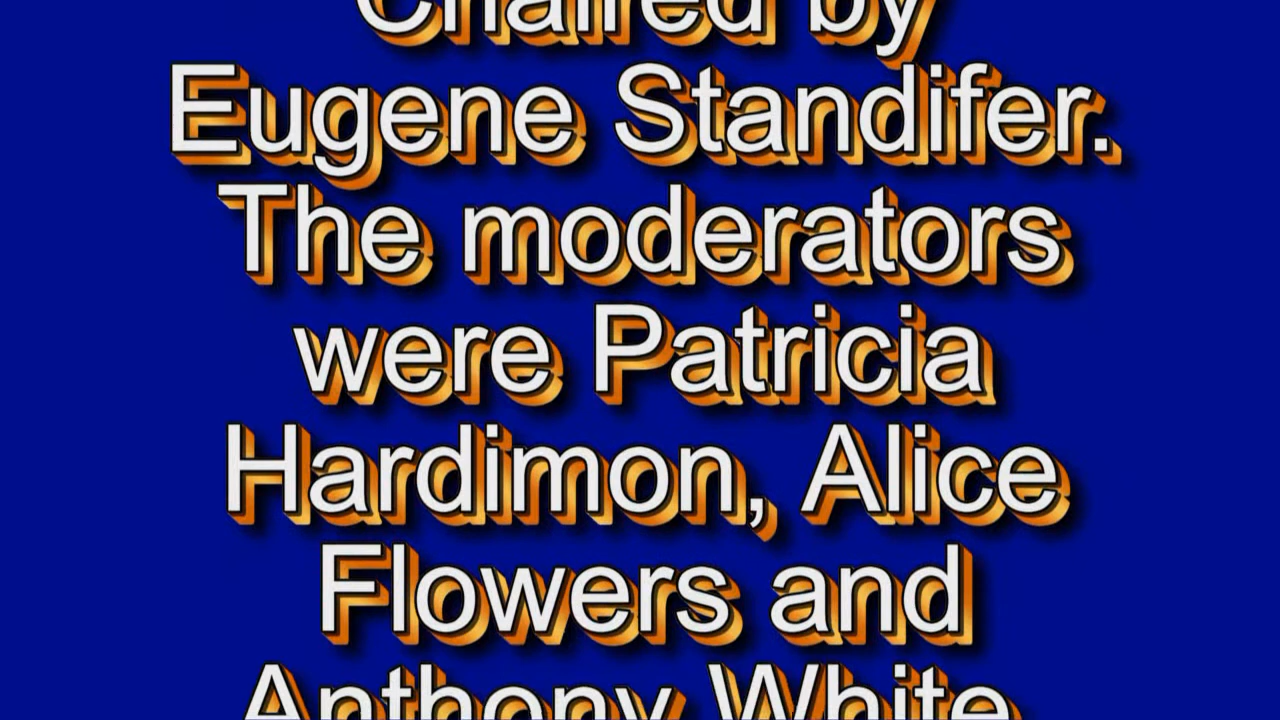 Chaired by
Eugene Standifer.
The moderators
were Patricia
Hardimon, Alice
Flowers and
Anthony White